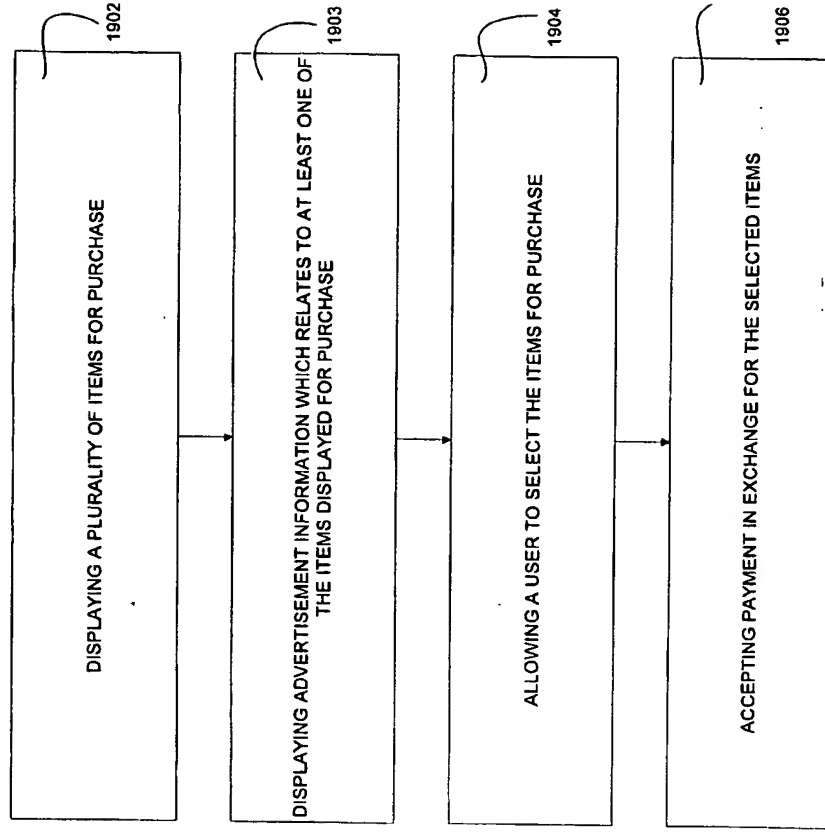 1902
DISPLAYING A PLURALITY OF ITEMS FOR PURCHASE
1903
DISPLAYING ADVERTISEMENT INFORMATION WHICH RELATES TO AT LEAST ONE OF
THE ITEMS DISPLAYED FOR PURCHASE
1904
ALLOWING A USER TO SELECT THE ITEMS FOR PURCHASE
1906
ACCEPTING PAYMENT IN EXCHANGE FOR THE SELECTED ITEMS